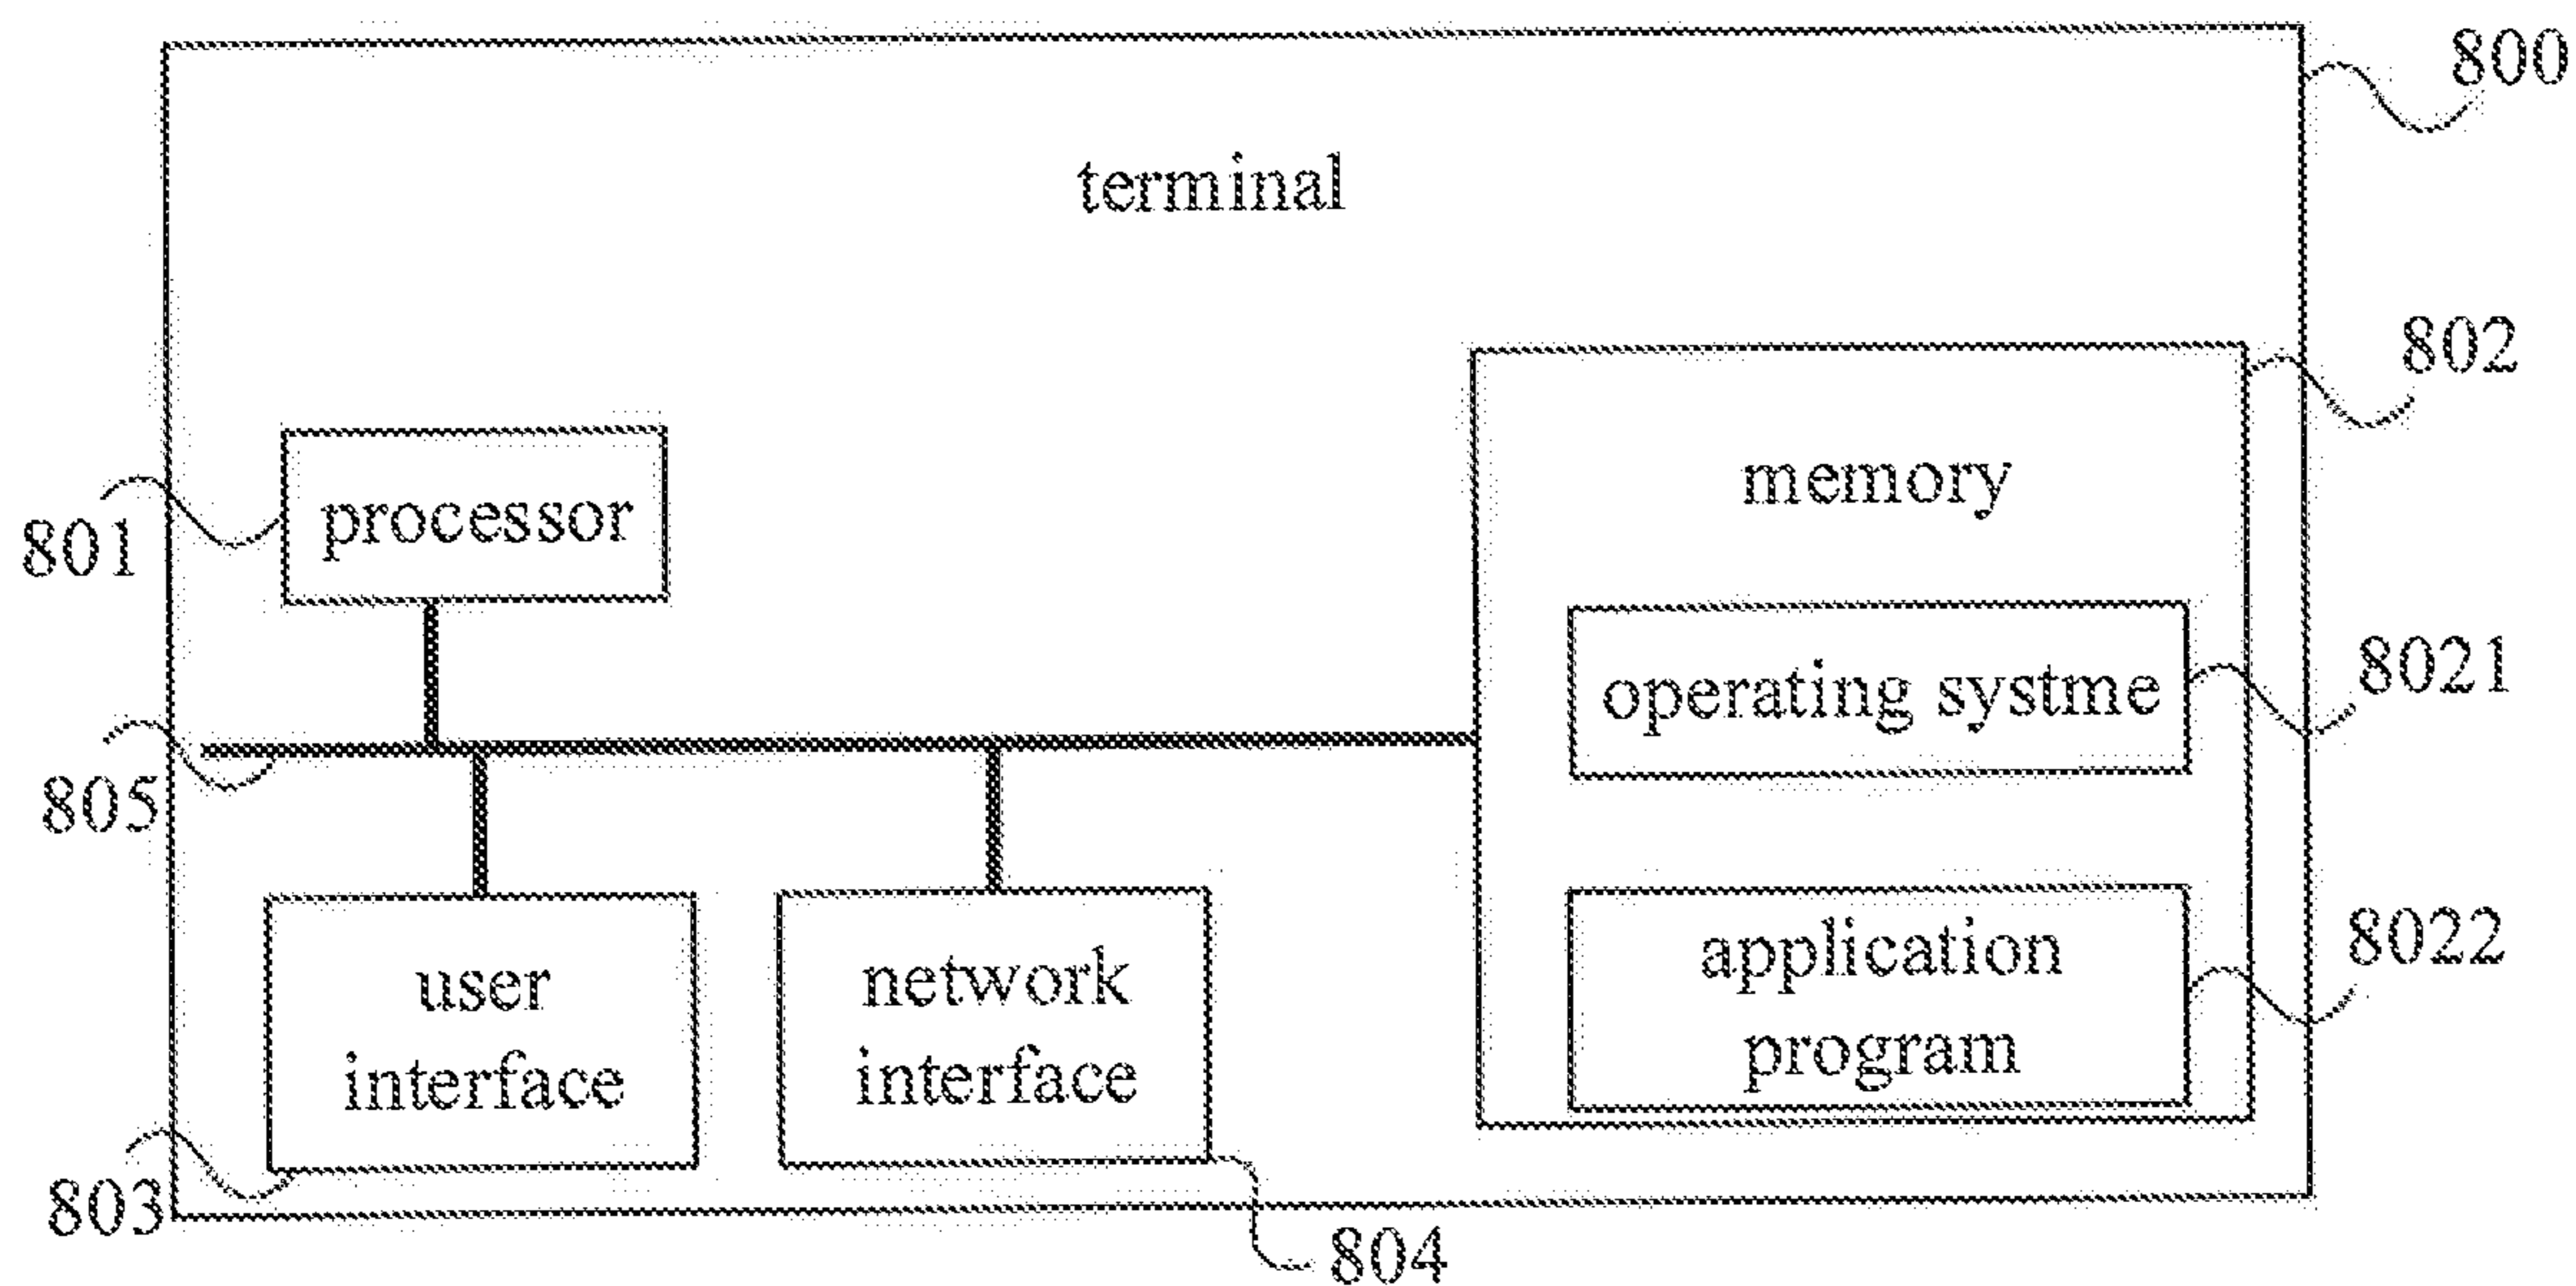 800
terminal
802
memory
processor
801
operating systme
8021
805
user
interface
network
interface
application
program
8022
803
804